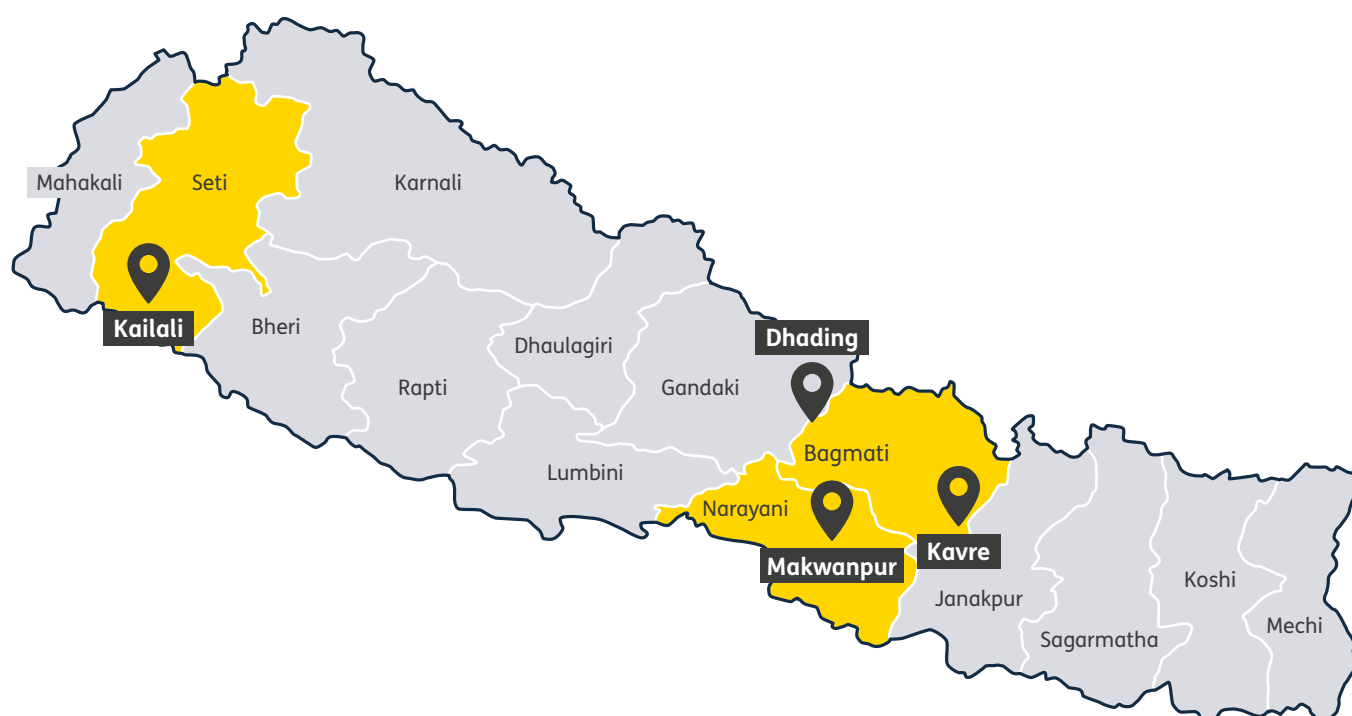 Mahakali
Seti
Karnali
Kailali
Bheri
Dhaulagiri
Dhading
Rapti
Gandaki
Bagmati
Lumbini
Narayani
Makwanpur
Kavre
Janakpur
Koshi
Sagarmatha
Mechi